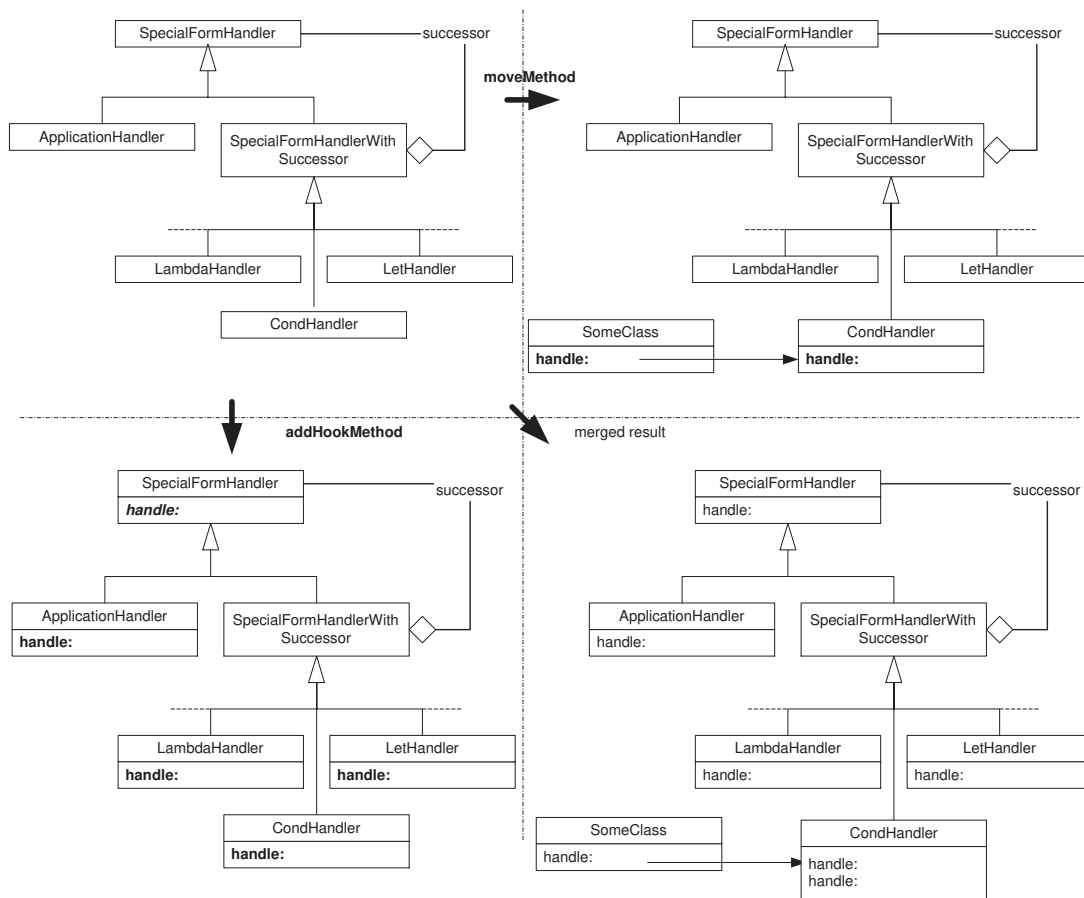 SpecialFormHandler
successor
ApplicationHandler
SpecialFormHandlerWith
Successor
LambdaHandler
LetHandler
CondHandler
moveMethod
SpecialFormHandler
successor
ApplicationHandler
SpecialFormHandlerWith
Successor
LambdaHandler
LetHandler
SomeClass
handle:
CondHandler
handle:
addHookMethod
SpecialFormHandler
handle:
successor
ApplicationHandler
handle:
SpecialFormHandlerWith
Successor
LambdaHandler
handle:
LetHandler
handle:
CondHandler
handle:
merged result
SpecialFormHandler
handle:
successor
ApplicationHandler
handle:
SpecialFormHandlerWith
Successor
LambdaHandler
handle:
LetHandler
handle:
SomeClass
handle:
CondHandler
handle:
handle: